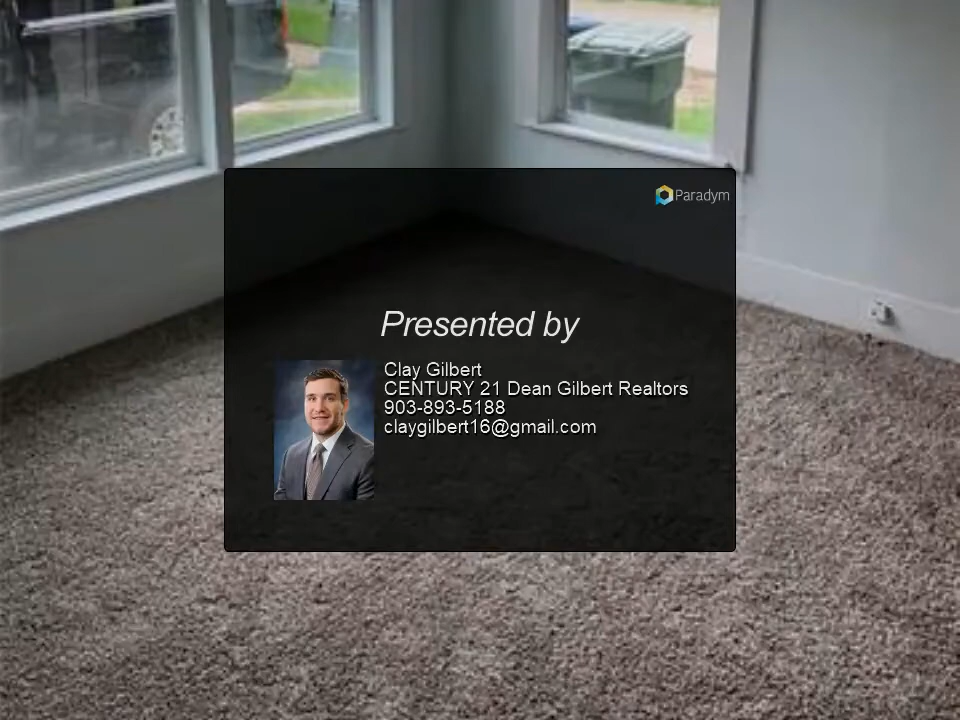 Paradym
Presented by
Clay Gilbert
CENTURY 21 Dean Gilbert Realtors
903-893-5188
claygilbert16@gmail.com